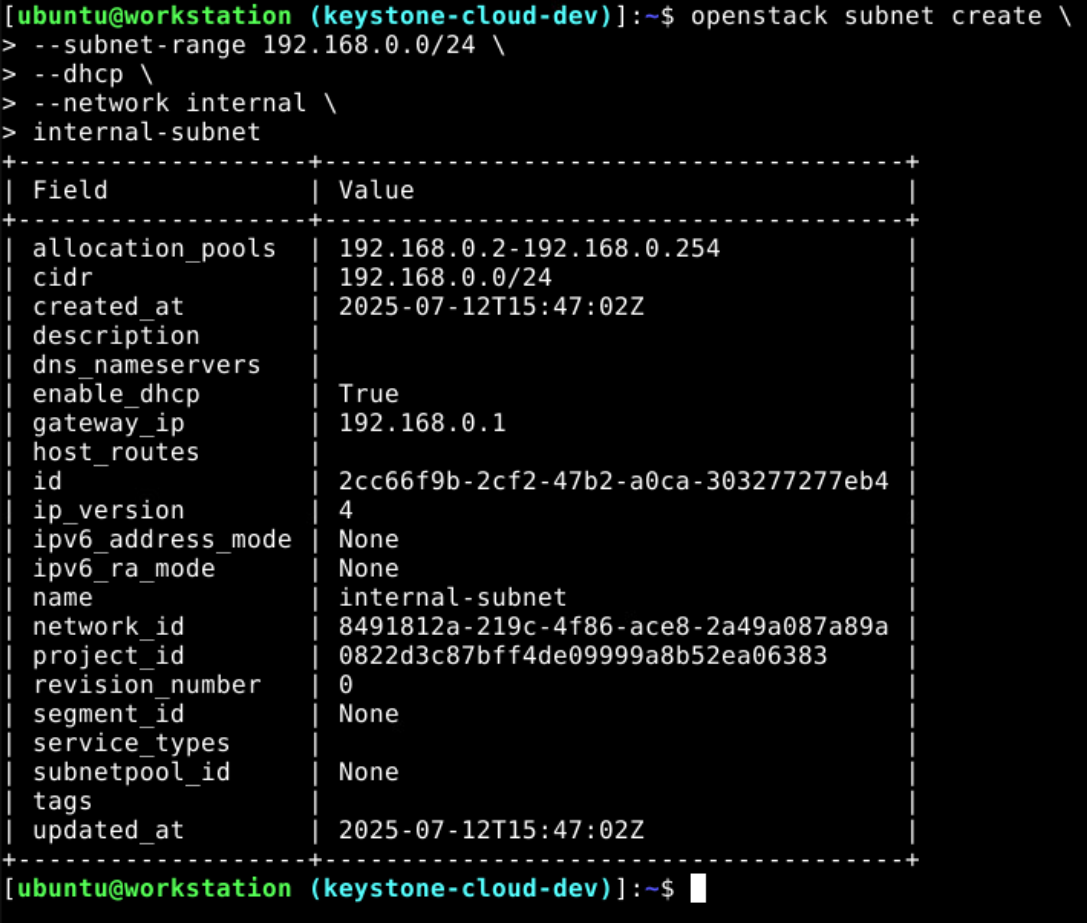 [ubuntu@workstation (keystone-cloud-dev)]:~$ openstack subnet create \
> --subnet-range 192.168.0.0/24 \
> --dhcp \
> --network internal \
> internal-subnet
+-------------------+--------------------------------------+
| Field             | Value                                |
+-------------------+--------------------------------------+
| allocation_pools  | 192.168.0.2-192.168.0.254            |
| cidr              | 192.168.0.0/24                       |
| created_at        | 2025-07-12T15:47:02Z                 |
| description       |                                      |
| dns_nameservers   |                                      |
| enable_dhcp       | True                                 |
| gateway_ip        | 192.168.0.1                          |
| host_routes       |                                      |
| id                | 2cc66f9b-2cf2-47b2-a0ca-303277277eb4 |
| ip_version        | 4                                    |
| ipv6_address_mode | None                                 |
| ipv6_ra_mode      | None                                 |
| name              | internal-subnet                      |
| network_id        | 8491812a-219c-4f86-ace8-2a49a087a89a |
| project_id        | 0822d3c87bff4de09999a8b52ea06383     |
| revision_number   | 0                                    |
| segment_id        | None                                 |
| service_types     |                                      |
| subnetpool_id     | None                                 |
| tags              |                                      |
| updated_at        | 2025-07-12T15:47:02Z                 |
+-------------------+--------------------------------------+
[ubuntu@workstation (keystone-cloud-dev)]:~$